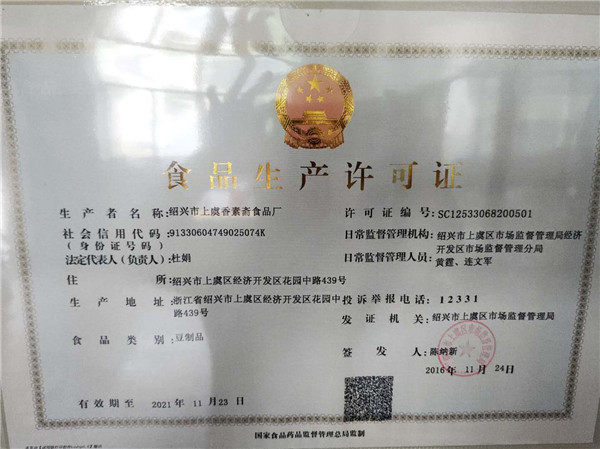 食品生产许可证
生产者名称:绍兴市上虞香素斋食品厂
社会信用代码:91330604749025074K
(身份证号码)
法定代表人(负责人):杜娟
住所:绍兴市上虞区经济开发区花园中路439号
生产地址:浙江省绍兴市上虞区经济开发区花园中
路439号
食品类别:豆制品
有效期至 2021年11月23日
许可证编号:SC12533068200501
日常监督管理机构:绍兴市上虞区市场监督管理局经济
开发区市场监督管理分局
日常监督管理人员:黄霆、连文军
投诉举报电话:12331
发证机关:绍兴市上虞区市场监督管理局
签发人:陈纳新
2016年11月24日
国家食品药品监督管理总局监制